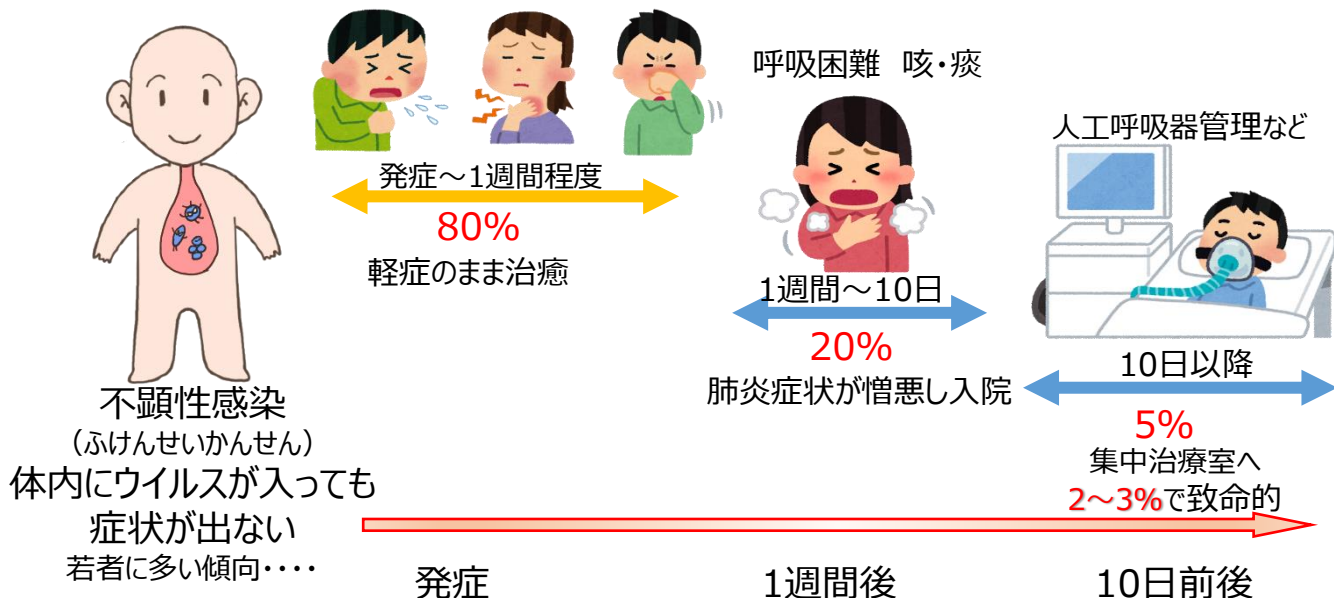 不顕性感染
（ふけんせいかんせん）
体内にウイルスが入っても
症状が出ない
若者に多い傾向・・・・
発症～1週間程度
80%
軽症のまま治癒
呼吸困難 咳・痰
1週間～10日
20%
肺炎症状が憎悪し入院
人工呼吸器管理など
10日以降
5%
集中治療室へ
2～3%で致命的
発症
1週間後
10日前後